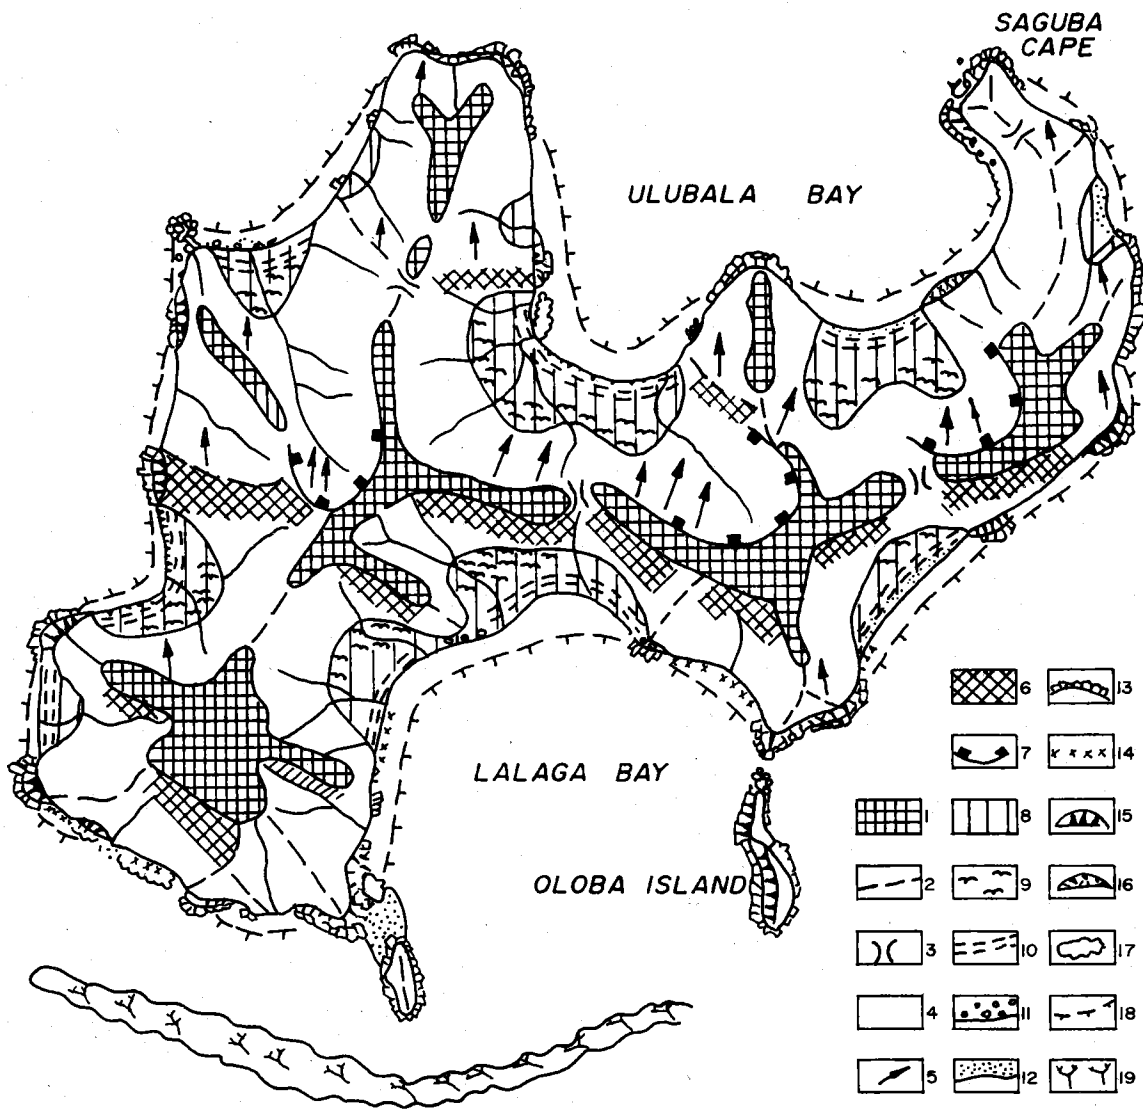 SAGUBA
CAPE
ULUBALA BAY
LALAGA BAY
OLOBA ISLAND
6 13
7 14
1 8 15
2 9 16
3 10 17
4 11 18
5 12 19